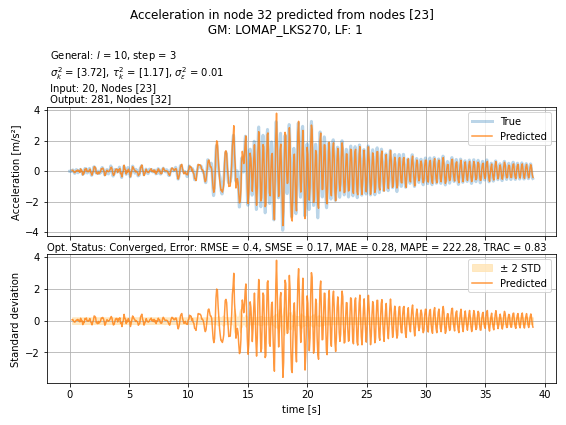 Acceleration in node 32 predicted from nodes [23]
GM: LOMAP_LKS270, LF: 1
General: l = 10, step = 3
σ²ₖ = [3.72], τ²ₖ = [1.17], σ²ε = 0.01
Input: 20, Nodes [23]
Output: 281, Nodes [32]
Acceleration [m/s²]
4
2
0
−2
−4
True
Predicted
Opt. Status: Converged, Error: RMSE = 0.4, SMSE = 0.17, MAE = 0.28, MAPE = 222.28, TRAC = 0.83
Standard deviation
4
2
0
−2
± 2 STD
Predicted
0 5 10 15 20 25 30 35 40
time [s]